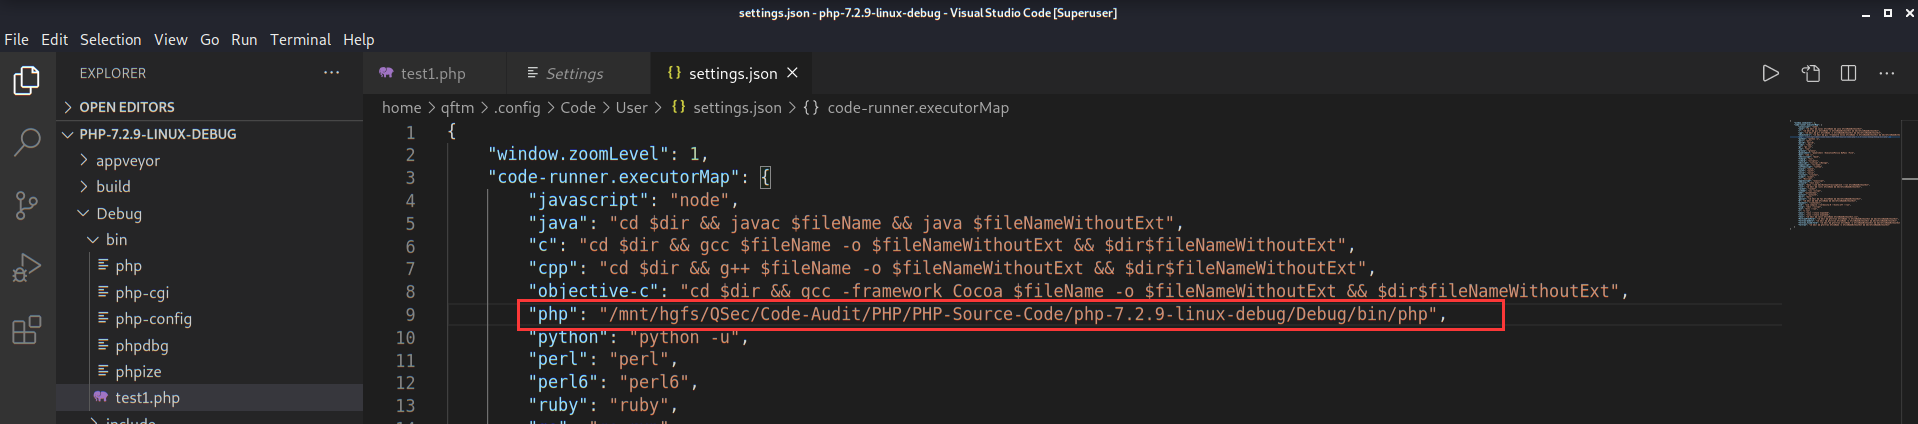 settings.json - php-7.2.9-linux-debug - Visual Studio Code [Superuser]
File Edit Selection View Go Run Terminal Help
EXPLORER
OPEN EDITORS
PHP-7.2.9-LINUX-DEBUG
appveyor
build
Debug
bin
php
php-cgi
php-config
phpdbg
phpize
test1.php
include
test1.php Settings settings.json
home > qftm > .config > Code > User > {} settings.json > {} code-runner.executorMap
1 {
2 "window.zoomLevel": 1,
3 "code-runner.executorMap": {
4 "javascript": "node",
5 "java": "cd $dir && javac $fileName && java $fileNameWithoutExt",
6 "c": "cd $dir && gcc $fileName -o $fileNameWithoutExt && $dir$fileNameWithoutExt",
7 "cpp": "cd $dir && g++ $fileName -o $fileNameWithoutExt && $dir$fileNameWithoutExt",
8 "objective-c": "cd $dir && gcc -framework Cocoa $fileName -o $fileNameWithoutExt && $dir$fileNameWithoutExt",
9 "php": "/mnt/hgfs/QSec/Code-Audit/PHP/PHP-Source-Code/php-7.2.9-linux-debug/Debug/bin/php",
10 "python": "python -u",
11 "perl": "perl",
12 "perl6": "perl6",
13 "ruby": "ruby",